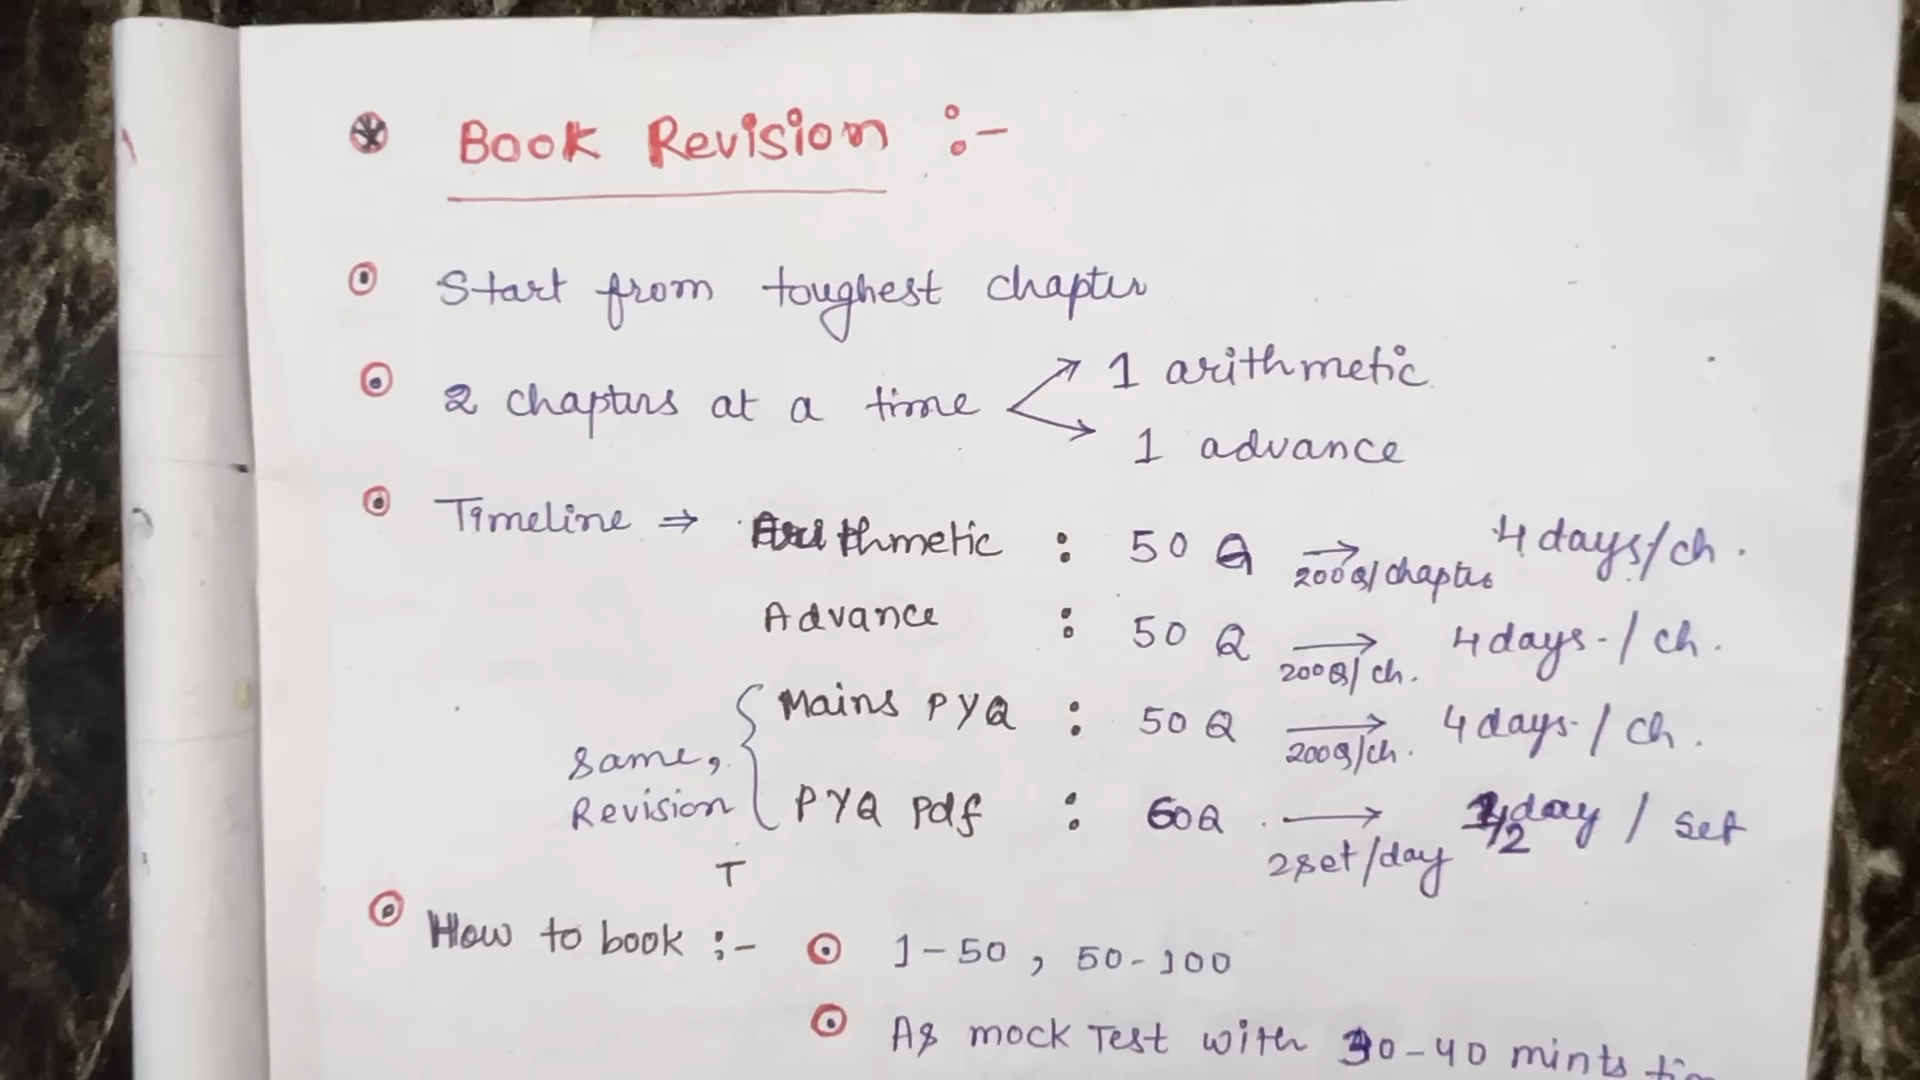 Book Revision :-
Start from toughest chapter
2 chapters at a time → 1 arithmetic
→ 1 advance
Timeline ⇒ Arithmetic : 50 Q → 200Q/chapter 4 days/ch.
Advance : 50 Q → 200Q/ch. 4 days./ch.
Mains PYQ : 50 Q → 200Q/ch. 4 days./ch.
Same, Revision
PYQ Pdf : 60Q → 2set/day 1/2 day / set
T
How to book :- 1-50, 50-100
As mock Test with 30-40 mints